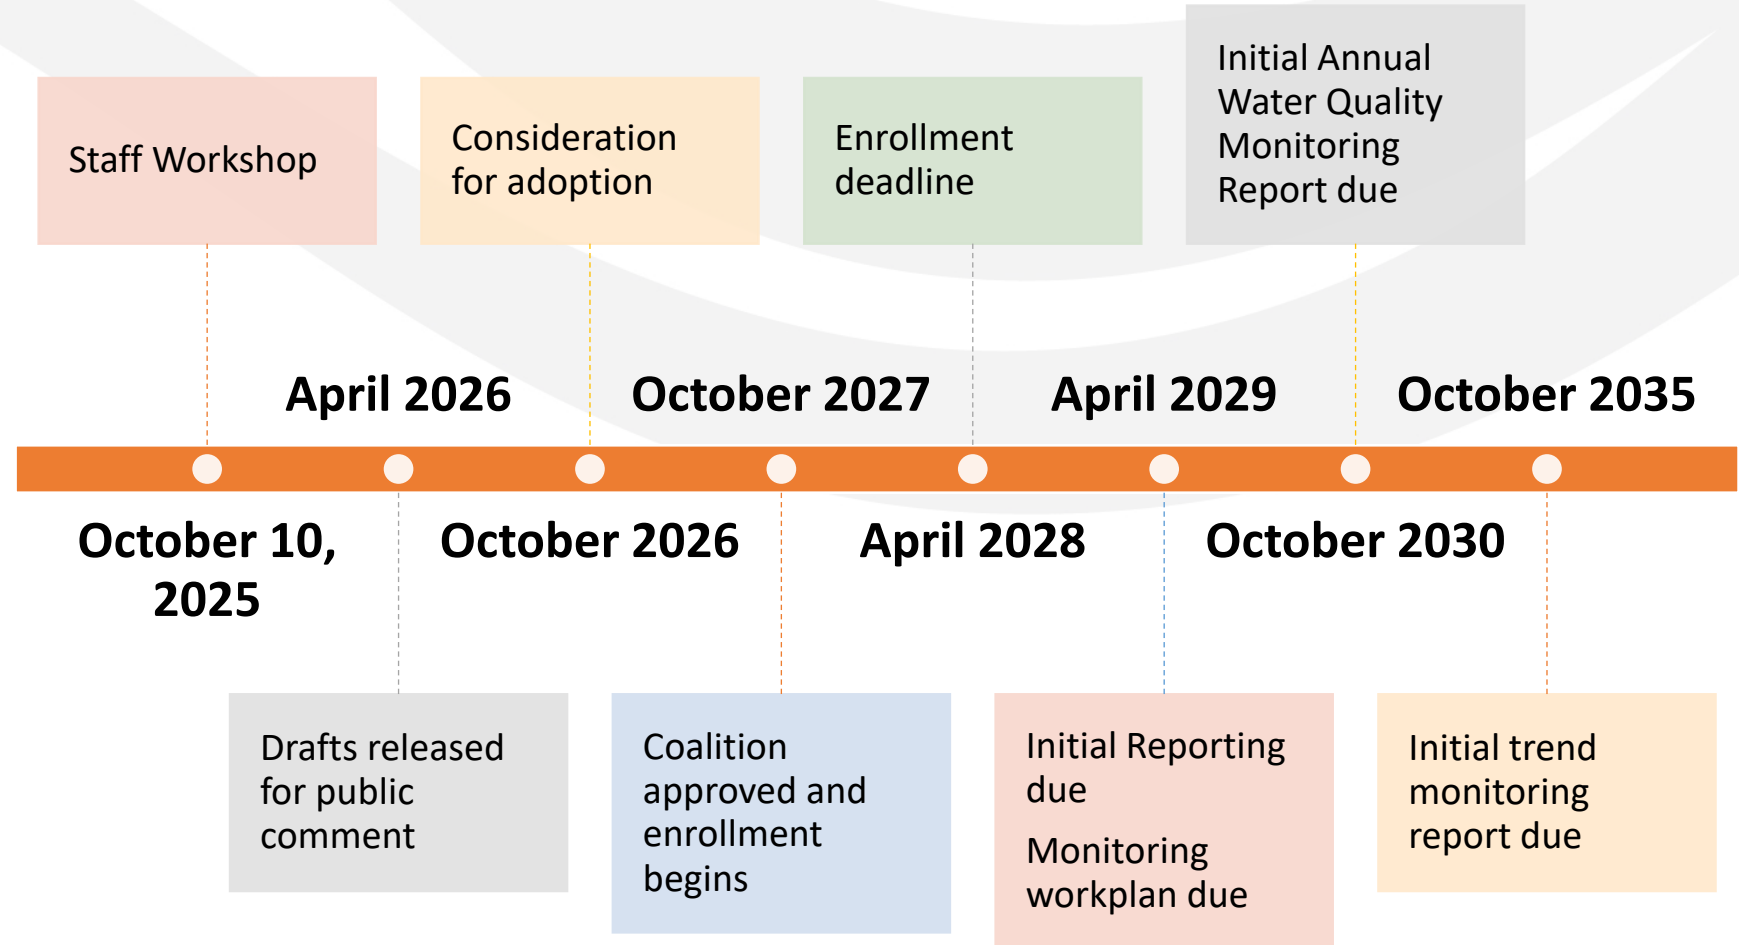 Staff Workshop
Consideration
for adoption
Enrollment
deadline
Initial Annual
Water Quality
Monitoring
Report due
April 2026
October 2027
April 2029
October 2035
October 10,
2025
October 2026
April 2028
October 2030
Drafts released
for public
comment
Coalition
approved and
enrollment
begins
Initial Reporting
due
Monitoring
workplan due
Initial trend
monitoring
report due